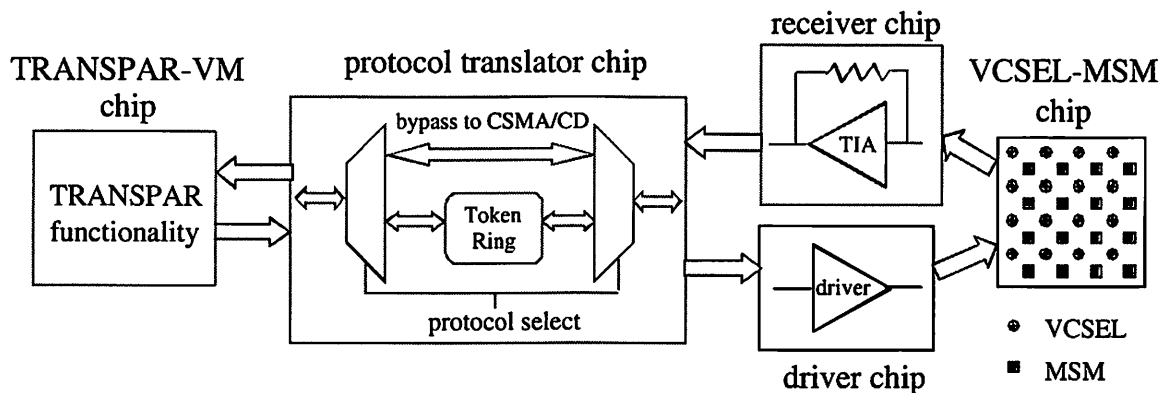 TRANSPAR-VM
chip
TRANSPAR
functionality
protocol translator chip
bypass to CSMA/CD
Token
Ring
protocol select
receiver chip
TIA
driver
driver chip
VCSEL-MSM
chip
VCSEL
MSM